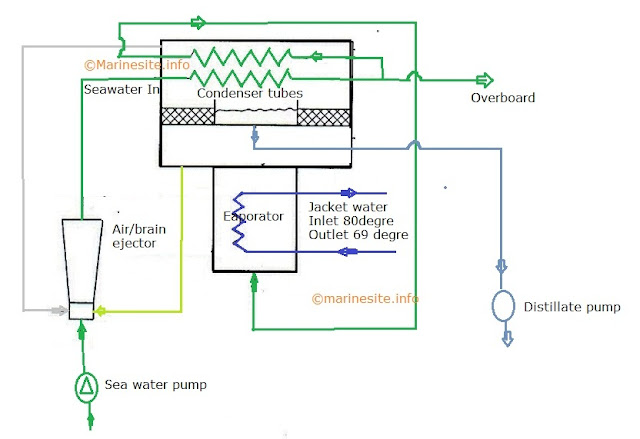 ©Marinesite.info
Seawater In
Condenser tubes
Overboard
Air/brain
ejector
Eaporator
Jacket water
Inlet 80degre
Outlet 69 degre
©marinesite.info
Distillate pump
Sea water pump